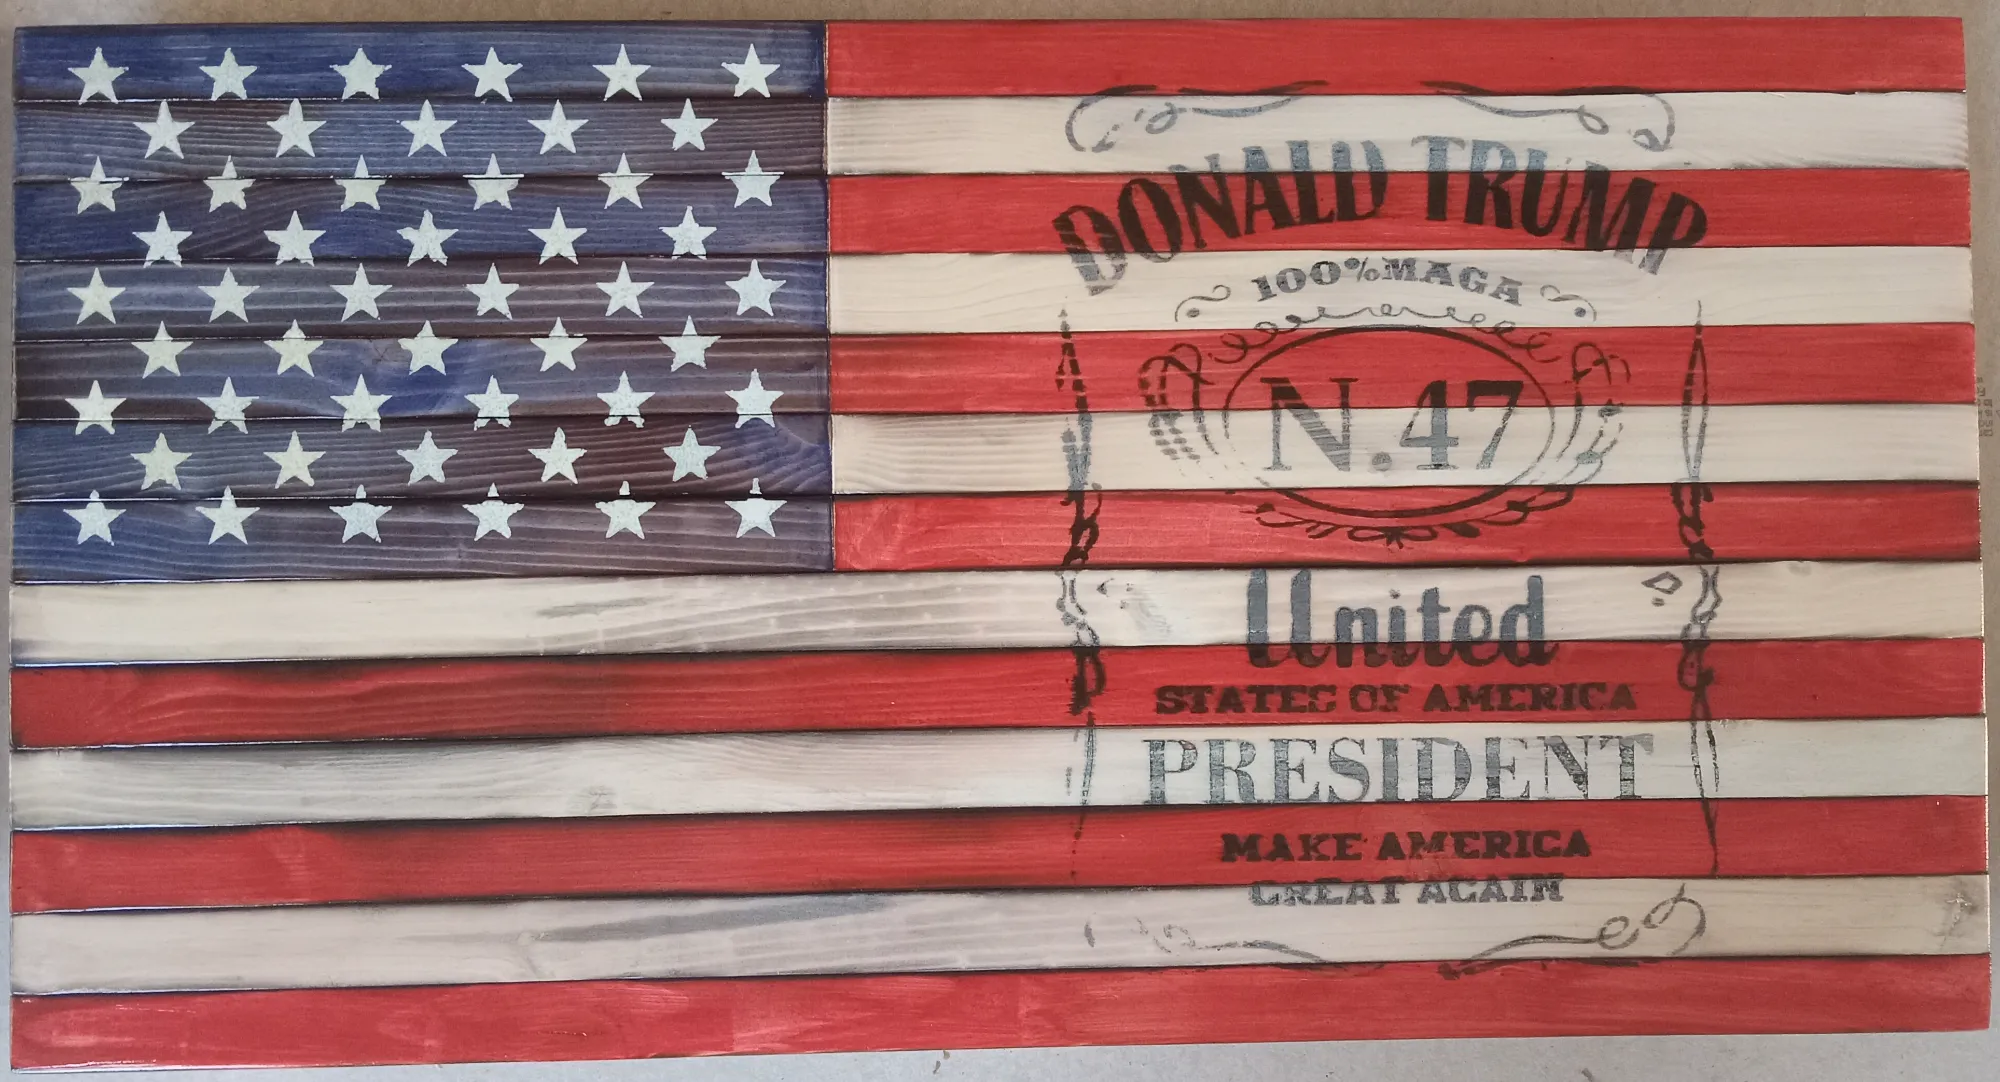 DONALD TRUMP
100% MAGA
N.47
United
STATES OF AMERICA
PRESIDENT
MAKE AMERICA
GREAT AGAIN